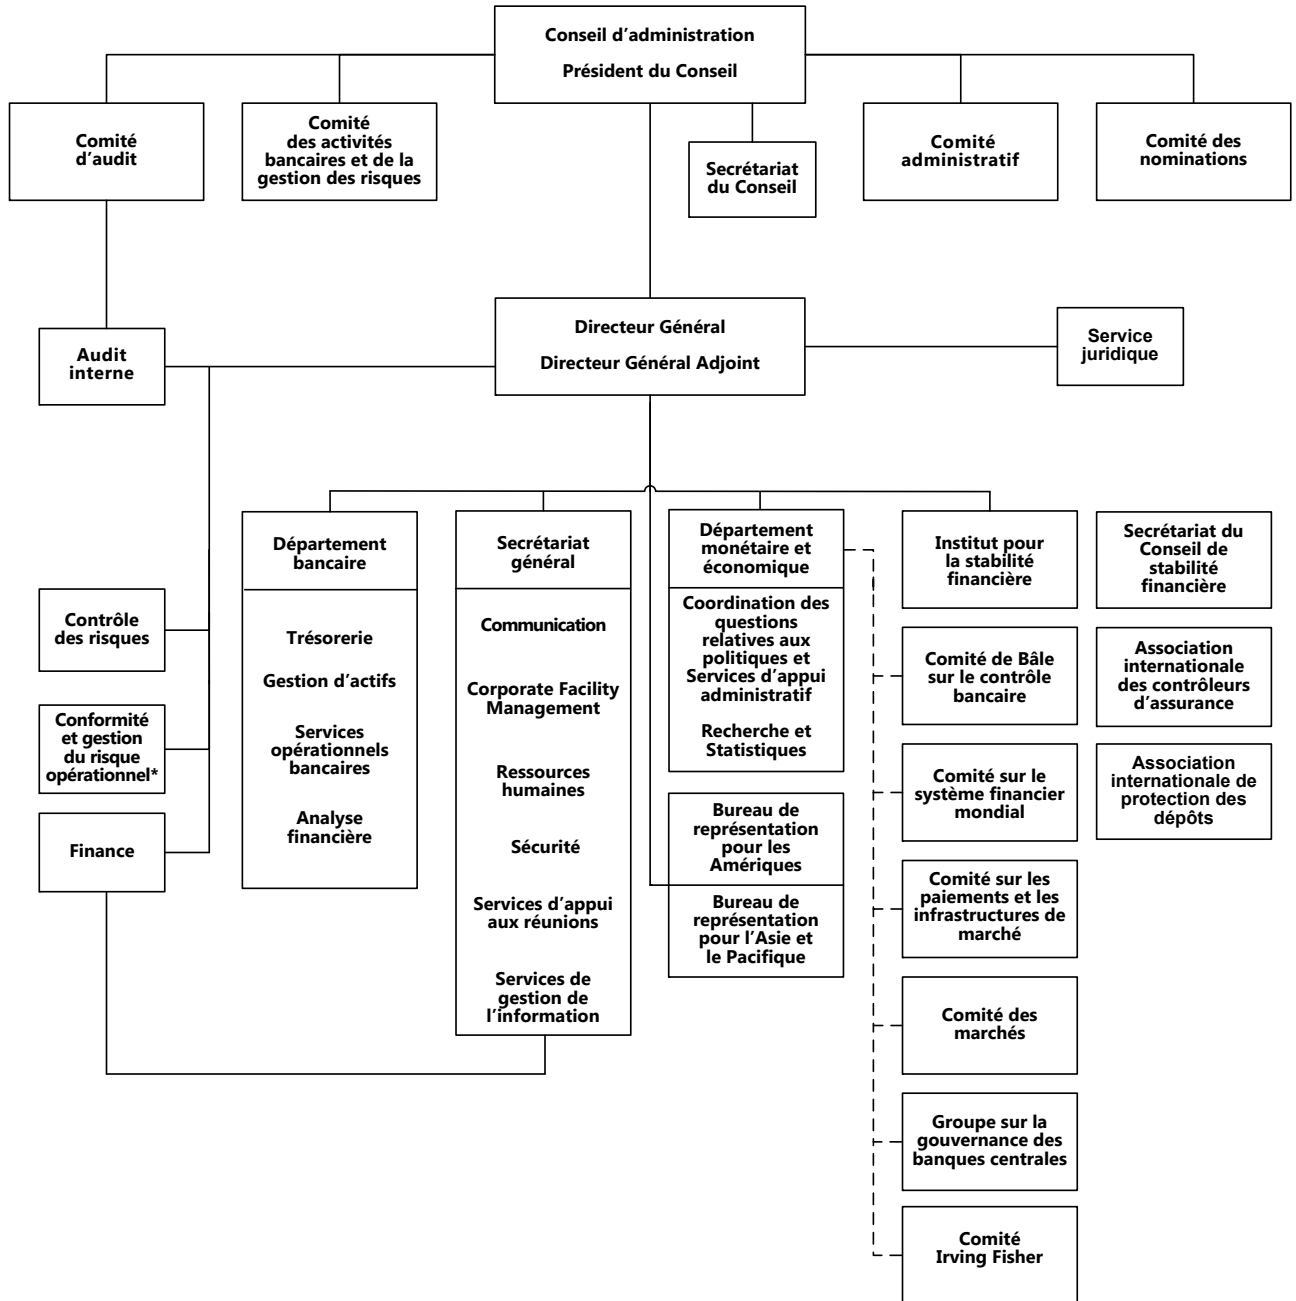 Conseil d'administration
Président du Conseil
Comité
d'audit
Comité
des activités
bancaires et de la
gestion des risques
Secrétariat
du Conseil
Comité
administratif
Comité des
nominations
Audit
interne
Directeur Général
Directeur Général Adjoint
Service
juridique
Département
bancaire
Trésorerie
Gestion d'actifs
Services
opérationnels
bancaires
Analyse
financière
Secrétariat
général
Communication
Corporate Facility
Management
Ressources
humaines
Sécurité
Services d'appui
aux réunions
Services de
gestion de
l'information
Département
monétaire et
économique
Coordination des
questions
relatives aux
politiques et
Services d'appui
administratif
Recherche et
Statistiques
Bureau de
représentation
pour les
Amériques
Bureau de
représentation
pour l'Asie et
le Pacifique
Institut pour
la stabilité
financière
Comité de Bâle
sur le contrôle
bancaire
Comité sur le
système financier
mondial
Comité sur les
paiements et les
infrastructures de
marché
Comité des
marchés
Groupe sur la
gouvernance des
banques centrales
Comité
Irving Fisher
Secrétariat du
Conseil de
stabilité
financière
Association
internationale
des contrôleurs
d'assurance
Association
internationale de
protection des
dépôts
Contrôle
des risques
Conformité
et gestion
du risque
opérationnel*
Finance